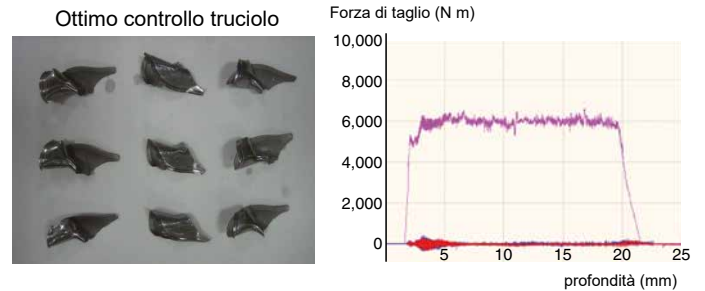 Ottimo controllo truciolo
Forza di taglio (N m)
10,000
8,000
6,000
4,000
2,000
0
5 10 15 20 25
profondità (mm)